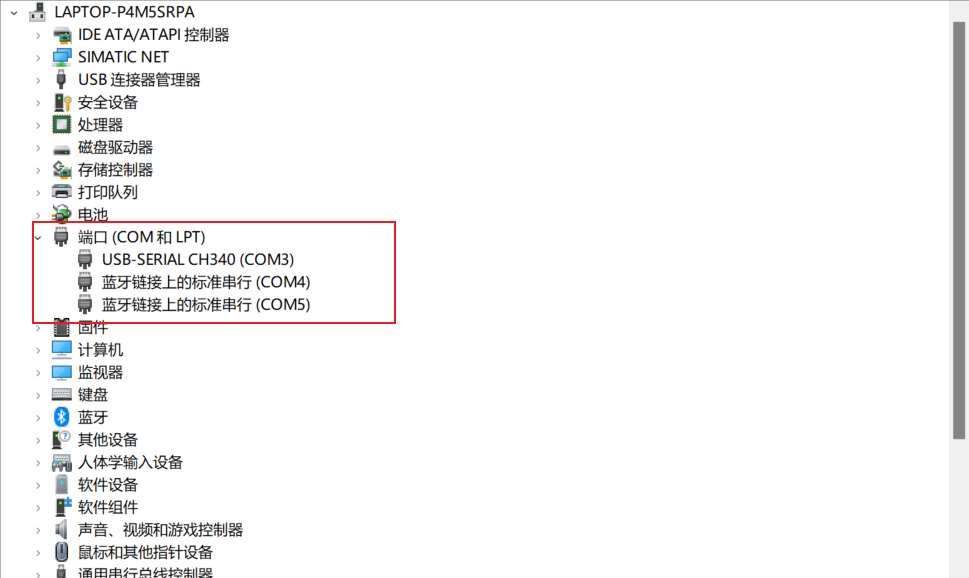 LAPTOP-P4M5SRPA
IDE ATA/ATAPI 控制器
SIMATIC NET
USB 连接器管理器
安全设备
处理器
磁盘驱动器
存储控制器
打印队列
电池
端口 (COM 和 LPT)
USB-SERIAL CH340 (COM3)
蓝牙链接上的标准串行 (COM4)
蓝牙链接上的标准串行 (COM5)
固件
计算机
监视器
键盘
蓝牙
其他设备
人体学输入设备
软件设备
软件组件
声音、视频和游戏控制器
鼠标和其他指针设备
通用串行总线控制器